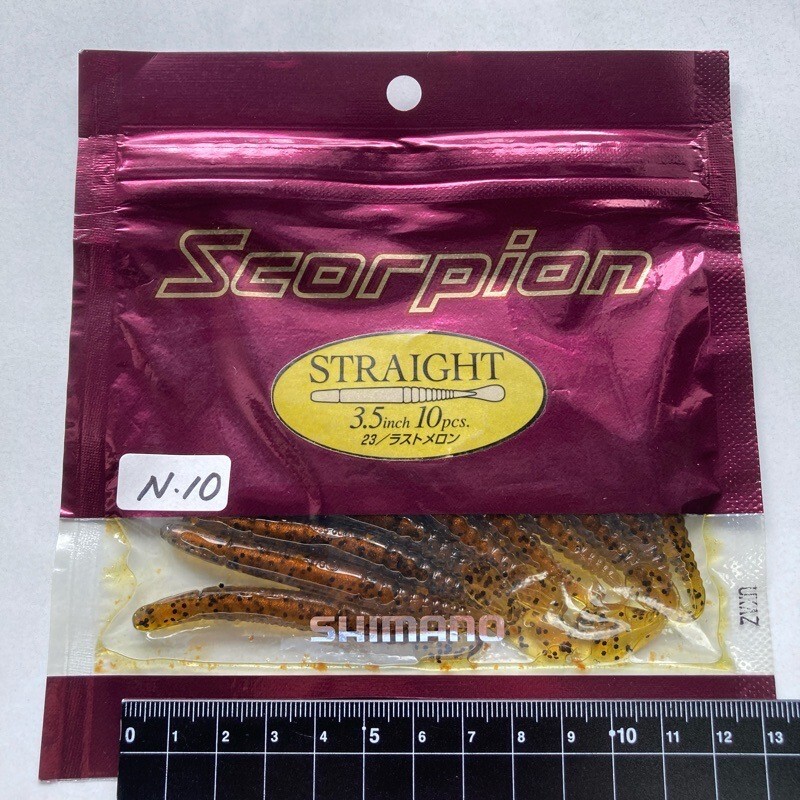 Scorpion
STRAIGHT
3.5inch 10pcs.
23/ラストメロン
N.10
SHIMANO
0 1 2 3 4 5 6 7 8 9 10 11 12 13